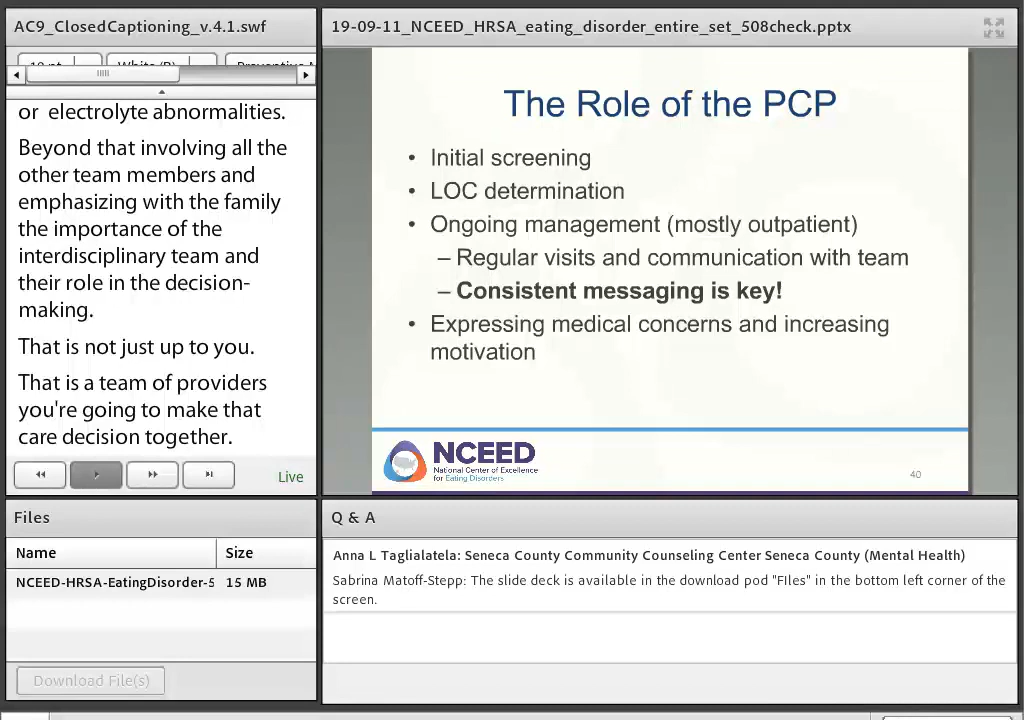 AC9_ClosedCaptioning_v.4.1.swf
or electrolyte abnormalities.
Beyond that involving all the
other team members and
emphasizing with the family
the importance of the
interdisciplinary team and
their role in the decision-
making.
That is not just up to you.
That is a team of providers
you're going to make that
care decision together.
Live
19-09-11_NCEED_HRSA_eating_disorder_entire_set_508check.pptx
The Role of the PCP
• Initial screening
• LOC determination
• Ongoing management (mostly outpatient)
– Regular visits and communication with team
– Consistent messaging is key!
• Expressing medical concerns and increasing
motivation
NCEED
National Center of Excellence
for Eating Disorders
40
Files
Name Size
NCEED-HRSA-EatingDisorder-5 15 MB
Download File(s)
Q & A
Anna L Taglialatela: Seneca County Community Counseling Center Seneca County (Mental Health)
Sabrina Matoff-Stepp: The slide deck is available in the download pod "FIles" in the bottom left corner of the
screen.